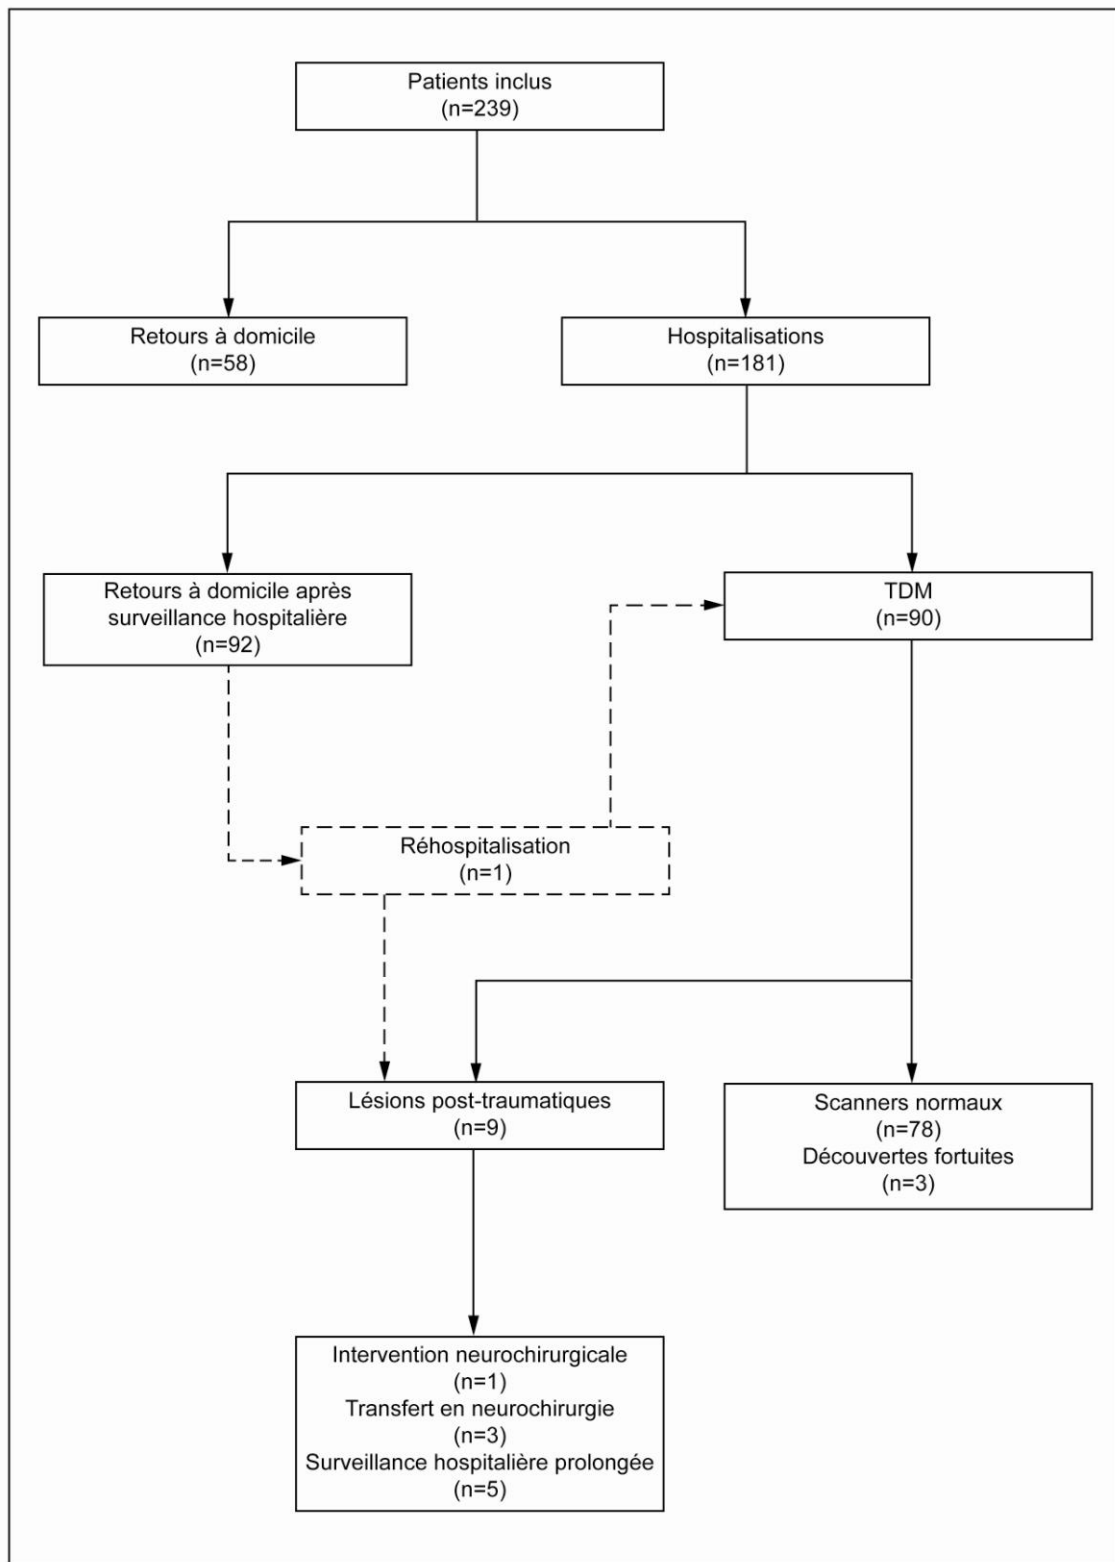 Patients inclus
(n=239)
Retours à domicile
(n=58)
Hospitalisations
(n=181)
Retours à domicile après
surveillance hospitalière
(n=92)
TDM
(n=90)
Réhospitalisation
(n=1)
Lésions post-traumatiques
(n=9)
Scanners normaux
(n=78)
Découvertes fortuites
(n=3)
Intervention neurochirurgicale
(n=1)
Transfert en neurochirurgie
(n=3)
Surveillance hospitalière prolongée
(n=5)